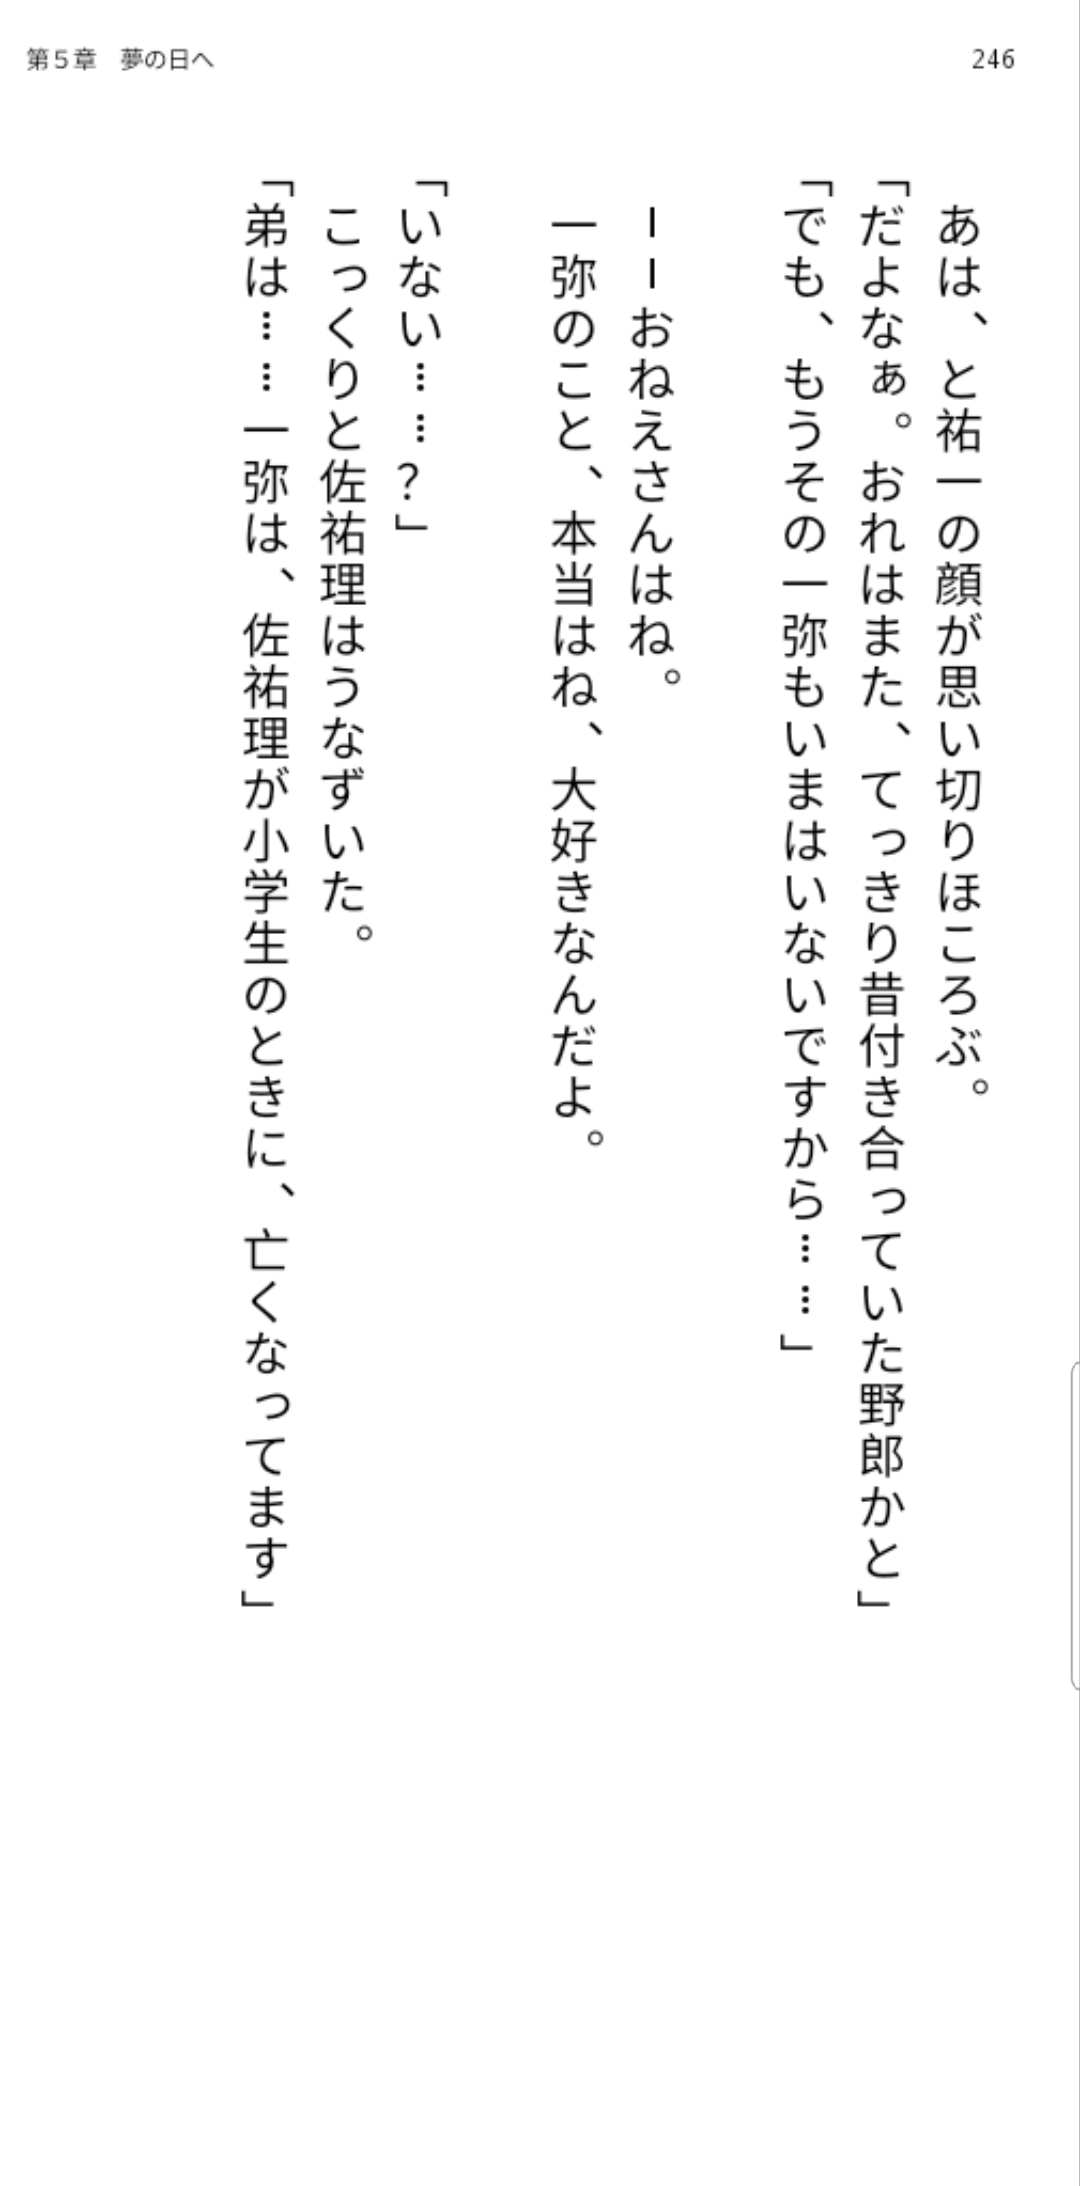 第５章　夢の日へ
246
　あは、と祐一の顔が思い切りほころぶ。
「だよなぁ。おれはまた、てっきり昔付き合っていた野郎かと」
「でも、もうその一弥もいまはいないですから……」
　――おねえさんはね。
　一弥のこと、本当はね、大好きなんだよ。
「いない……？」
　こっくりと佐祐理はうなずいた。
「弟は……一弥は、佐祐理が小学生のときに、亡くなってます」